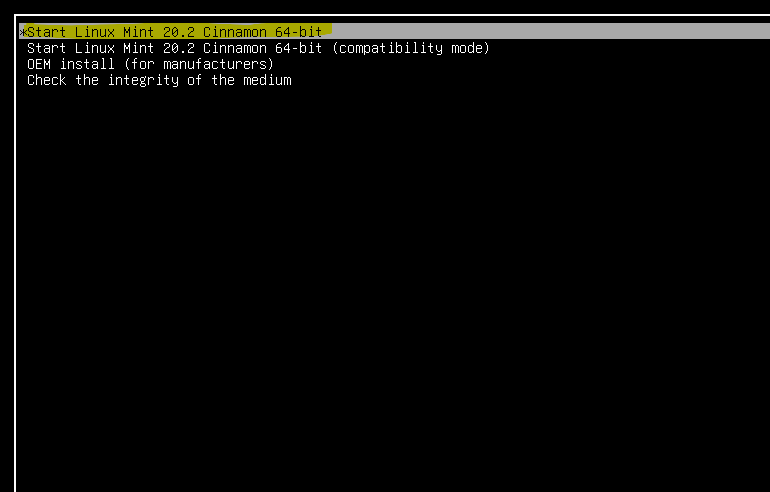 *Start Linux Mint 20.2 Cinnamon 64-bit
Start Linux Mint 20.2 Cinnamon 64-bit (compatibility mode)
OEM install (for manufacturers)
Check the integrity of the medium